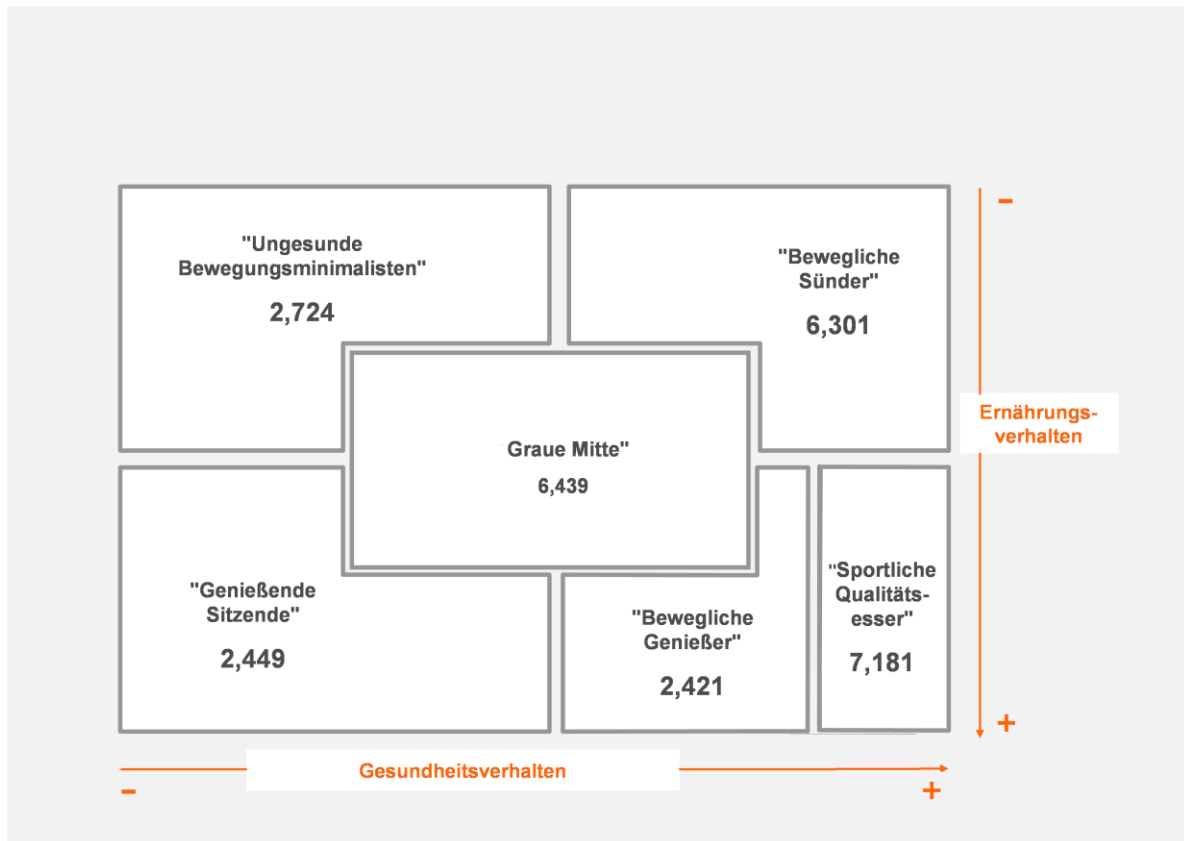 "Ungesunde
Bewegungsminimalisten"
2,724
"Bewegliche
Sünder"
6,301
-
Ernährungs-
verhalten
Graue Mitte"
6,439
"Genießende
Sitzende"
2,449
"Bewegliche
Genießer"
2,421
"Sportliche
Qualitäts-
esser"
7,181
+
Gesundheitsverhalten
-
+